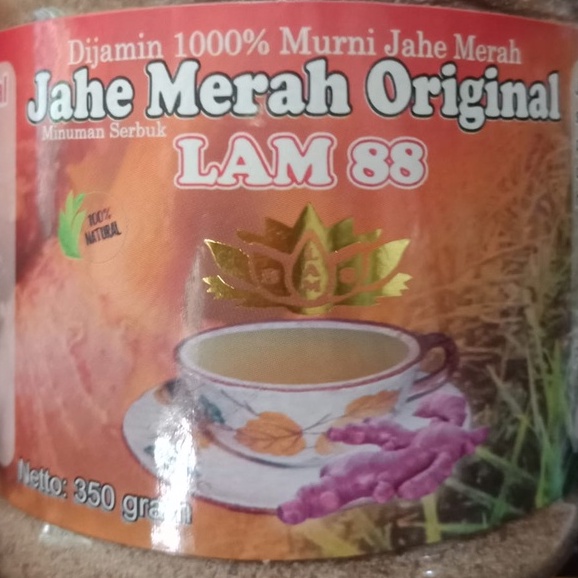 Dijamin 1000% Murni Jahe Merah
Jahe Merah Original
Minuman Serbuk
LAM 88
100%
NATURAL
LAM
Netto: 350 gram